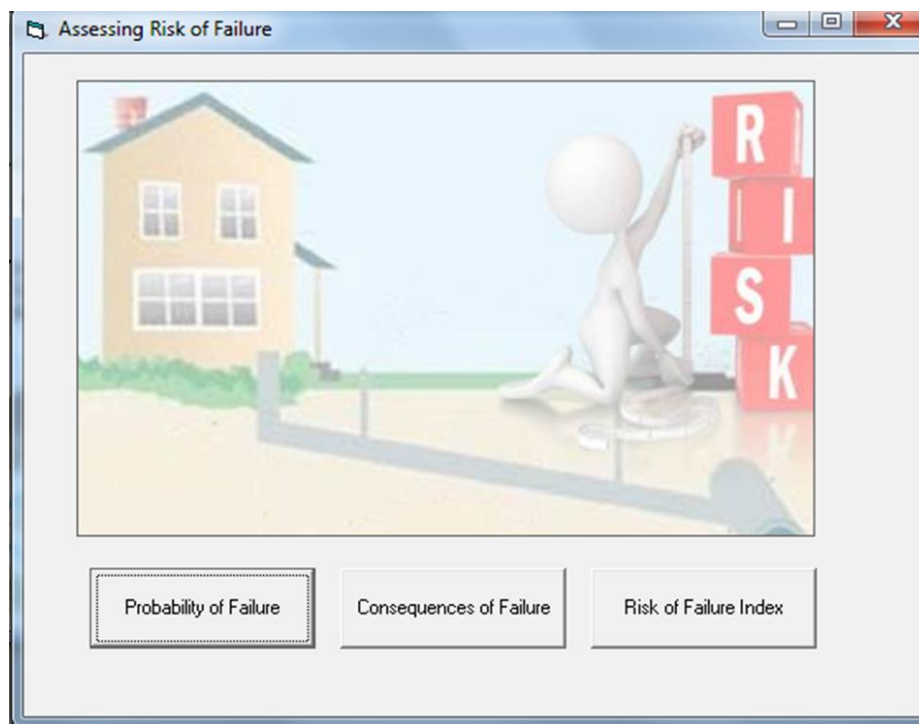 Assessing Risk of Failure
R
I
S
K
Probability of Failure
Consequences of Failure
Risk of Failure Index